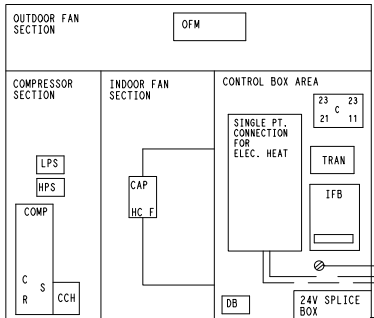 OUTDOOR FAN
SECTION
OFM
COMPRESSOR
SECTION
LPS
HPS
COMP
C
S
R
CCH
INDOOR FAN
SECTION
CAP
HC F
CONTROL BOX AREA
SINGLE PT.
CONNECTION
FOR
ELEC. HEAT
23 23
C
21 11
TRAN
IFB
DB
24V SPLICE
BOX